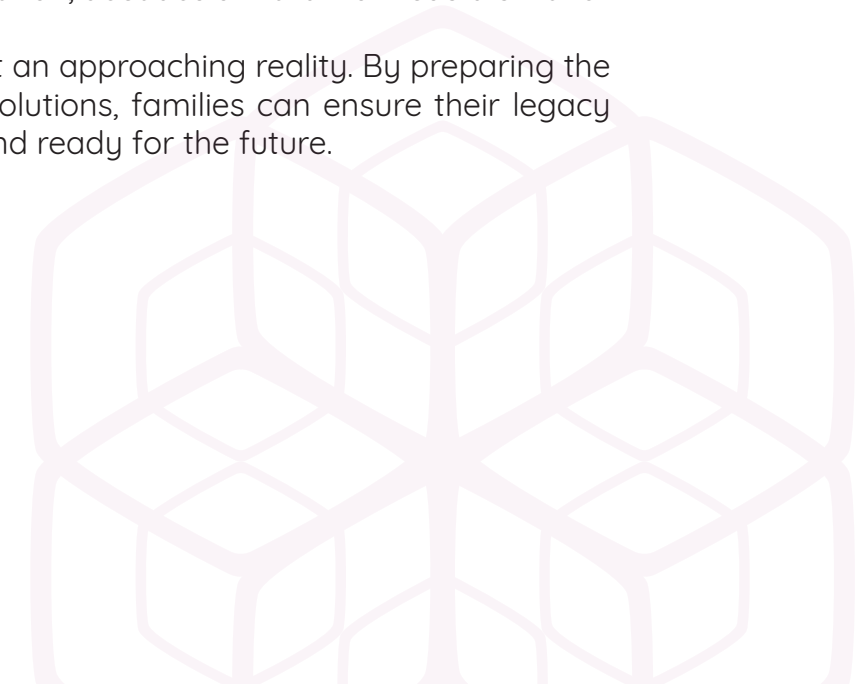 an approaching reality. By preparing the
olutions, families can ensure their legacy
nd ready for the future.